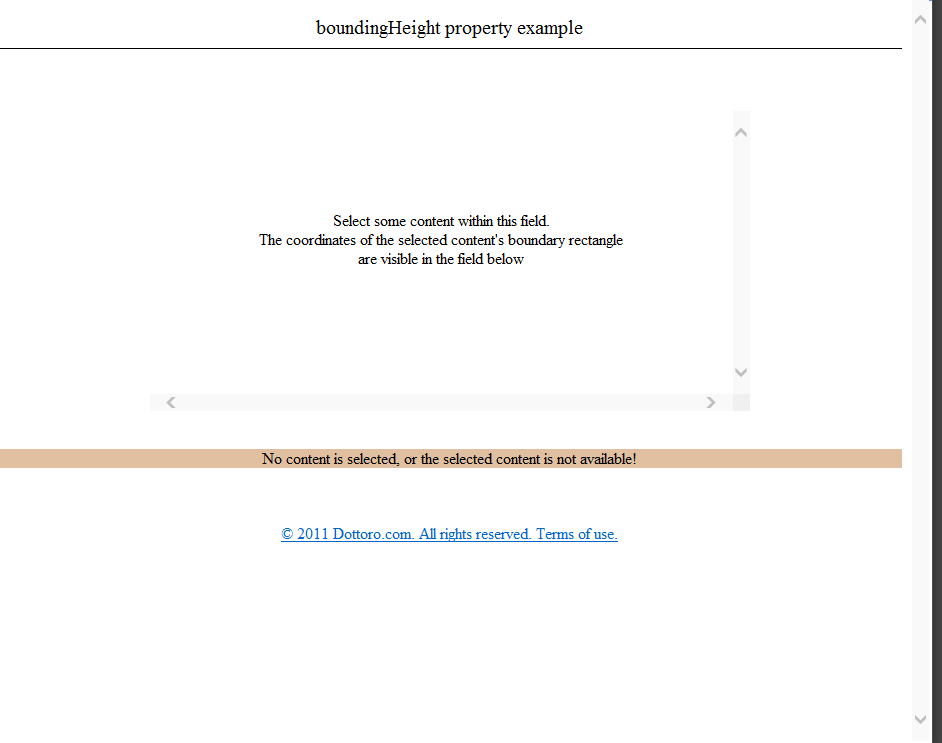 boundingHeight property example
Select some content within this field.
The coordinates of the selected content's boundary rectangle
are visible in the field below
No content is selected, or the selected content is not available!
© 2011 Dottoro.com. All rights reserved. Terms of use.